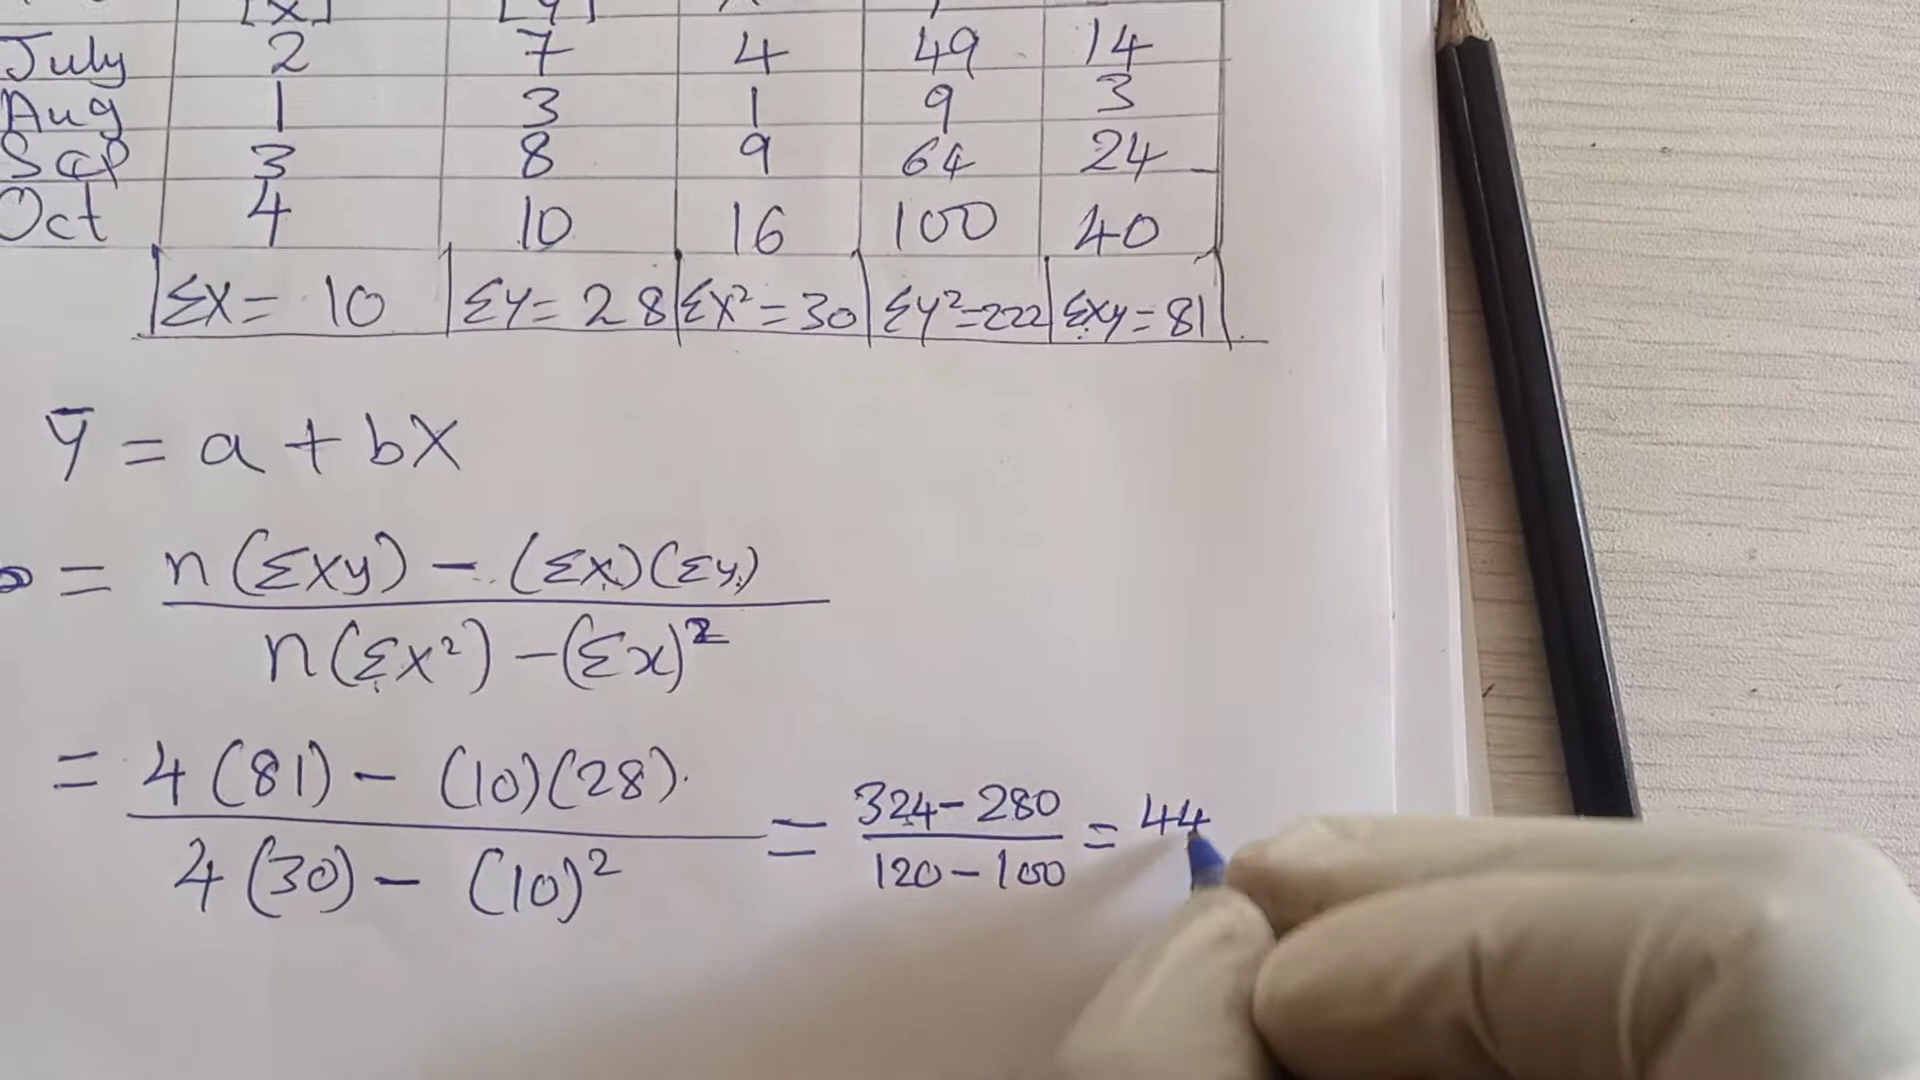 [X] [Y]
July 2 7 4 49 14
Aug 1 3 1 9 3
Sep 3 8 9 64 24
Oct 4 10 16 100 40
ΣX = 10 ΣY = 28 ΣX² = 30 ΣY² = 222 ΣXy = 81
Ȳ = a + bX
= n(ΣXy) - (Σx)(Σy)
n(Σx²) - (Σx)²
= 4(81) - (10)(28) = 324 - 280 = 44
4(30) - (10)² 120 - 100